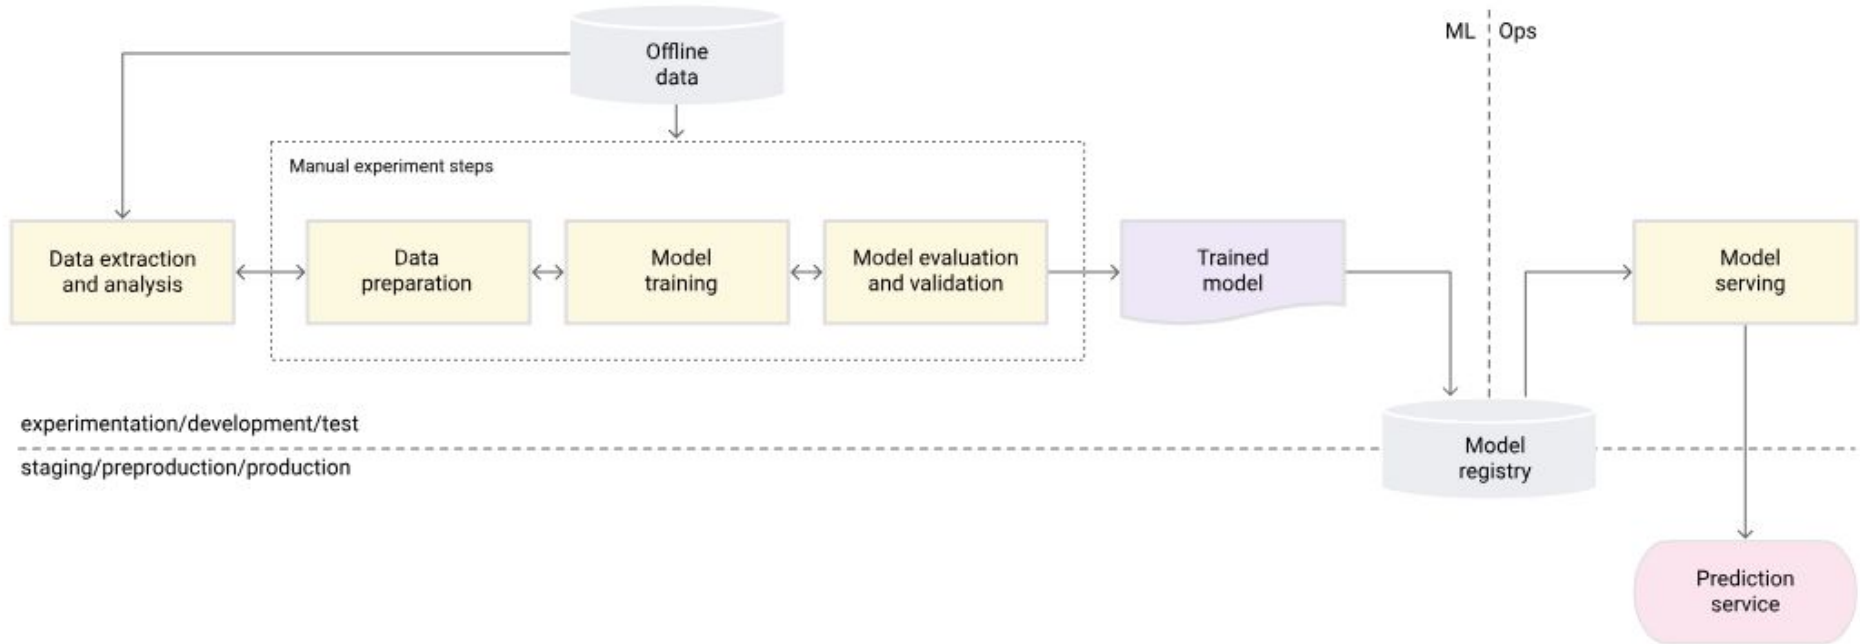 Offline
data
ML
Ops
Manual experiment steps
Data extraction
and analysis
Data
preparation
Model
training
Model evaluation
and validation
Trained
model
Model
serving
experimentation/development/test
staging/preproduction/production
Model
registry
Prediction
service